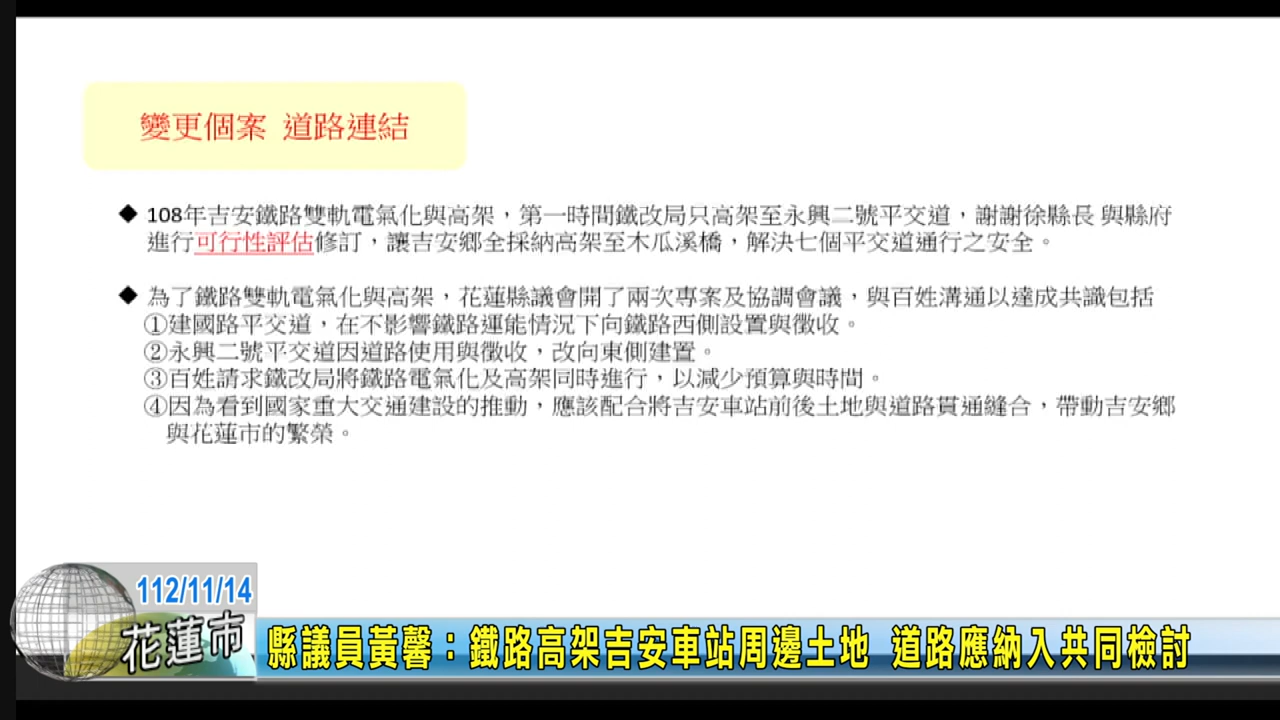 變更個案 道路連結
◆ 108年吉安鐵路雙軌電氣化與高架，第一時間鐵改局只高架至永興二號平交道，謝謝徐縣長 與縣府
進行可行性評估修訂，讓吉安鄉全採納高架至木瓜溪橋，解決七個平交道通行之安全。
◆ 為了鐵路雙軌電氣化與高架，花蓮縣議會開了兩次專案及協調會議，與百姓溝通以達成共識包括
①建國路平交道，在不影響鐵路運能情況下向鐵路西側設置與徵收。
②永興二號平交道因道路使用與徵收，改向東側建置。
③百姓請求鐵改局將鐵路電氣化及高架同時進行，以減少預算與時間。
④因為看到國家重大交通建設的推動，應該配合將吉安車站前後土地與道路貫通縫合，帶動吉安鄉
與花蓮市的繁榮。
112/11/14
花蓮市
縣議員黃馨：鐵路高架吉安車站周邊土地 道路應納入共同檢討